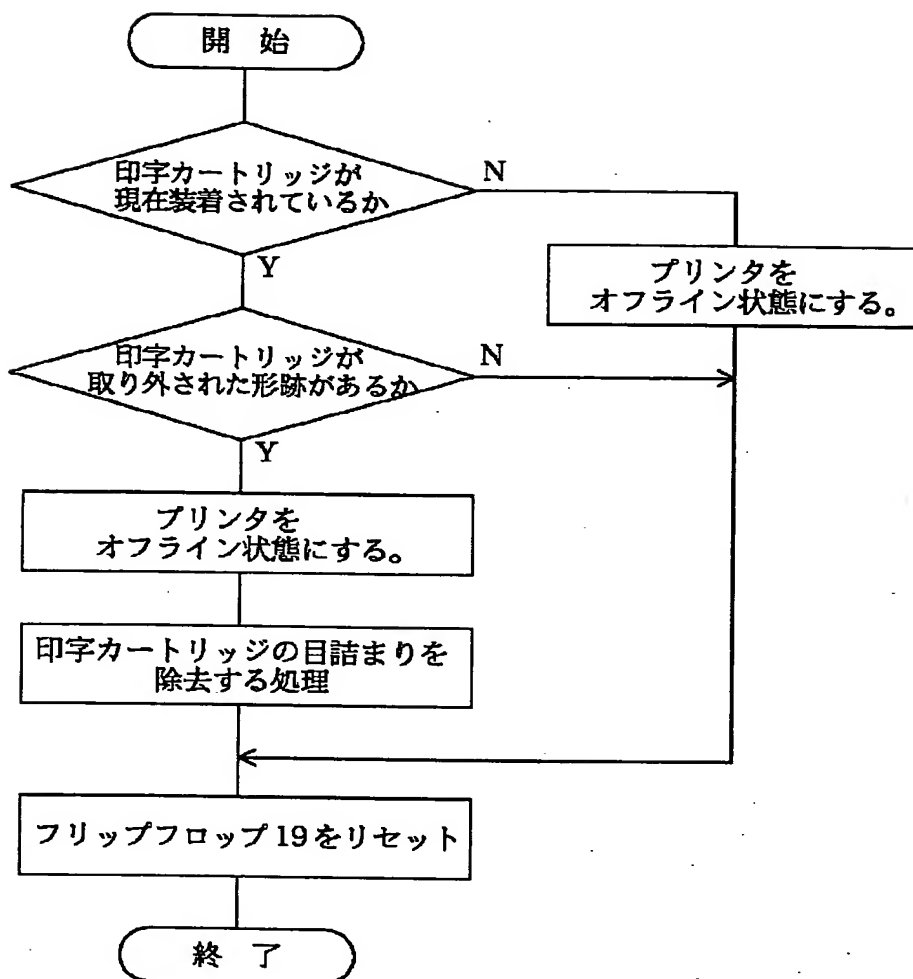 開 始
印字カートリッジが
現在装着されているか
N
Y
プリンタを
オフライン状態にする。
印字カートリッジが
取り外された形跡があるか
N
Y
プリンタを
オフライン状態にする。
印字カートリッジの目詰まりを
除去する処理
フリップフロップ19をリセット
終 了